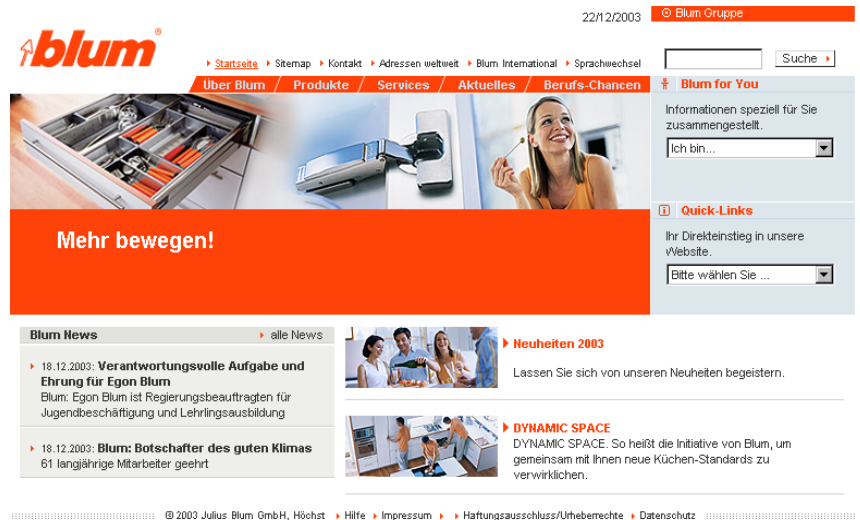 22/12/2003
Blum Gruppe
blum®
Startseite Sitemap Kontakt Adressen weltweit Blum International Sprachwechsel
Suche
Über Blum / Produkte / Services / Aktuelles / Berufs-Chancen
Blum for You
Informationen speziell für Sie
zusammengestellt.
Ich bin...
Mehr bewegen!
Quick-Links
Ihr Direkteinstieg in unsere
Website.
Bitte wählen Sie ...
Blum News
alle News
18.12.2003: Verantwortungsvolle Aufgabe und
Ehrung für Egon Blum
Blum: Egon Blum ist Regierungsbeauftragten für
Jugendbeschäftigung und Lehrlingsausbildung
18.12.2003: Blum: Botschafter des guten Klimas
61 langjährige Mitarbeiter geehrt
Neuheiten 2003
Lassen Sie sich von unseren Neuheiten begeistern.
DYNAMIC SPACE
DYNAMIC SPACE. So heißt die Initiative von Blum, um
gemeinsam mit Ihnen neue Küchen-Standards zu
verwirklichen.
© 2003 Julius Blum GmbH, Höchst Hilfe Impressum Haftungsausschluss/Urheberrechte Datenschutz